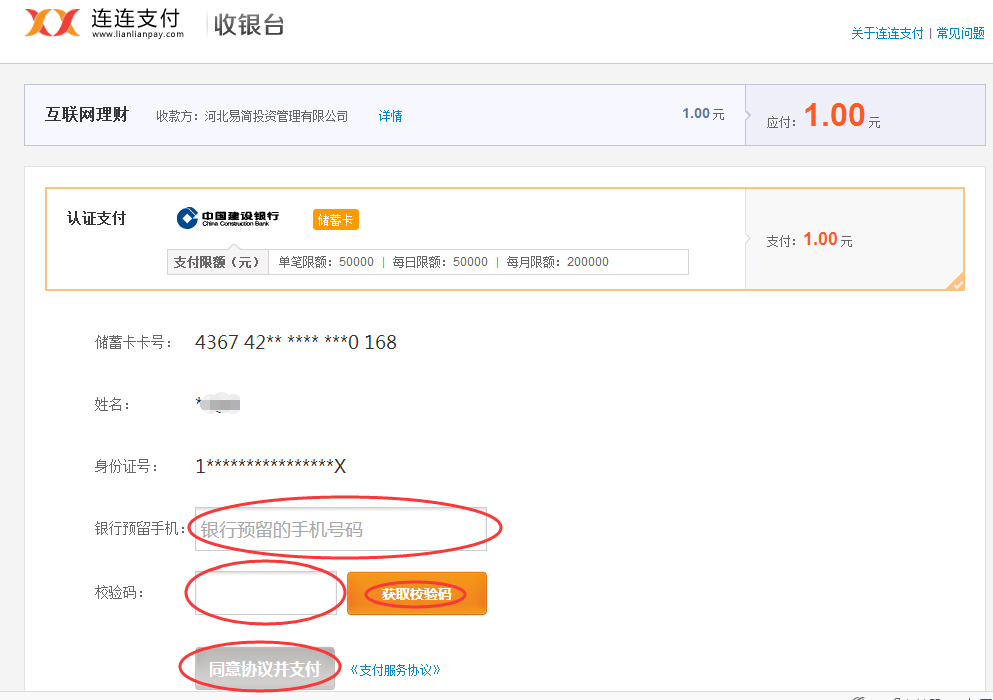 连连支付 收银台
www.lianlianpay.com
关于连连支付 | 常见问题
互联网理财 收款方：河北易简投资管理有限公司 详情 1.00 元 应付：1.00 元
认证支付 中国建设银行 储蓄卡
China Construction Bank
支付：1.00 元
支付限额（元） 单笔限额：50000 | 每日限额：50000 | 每月限额：200000
储蓄卡卡号： 4367 42** **** ***0 168
姓名： *
身份证号： 1****************X
银行预留手机： 银行预留的手机号码
校验码： 获取校验码
同意协议并支付 《支付服务协议》